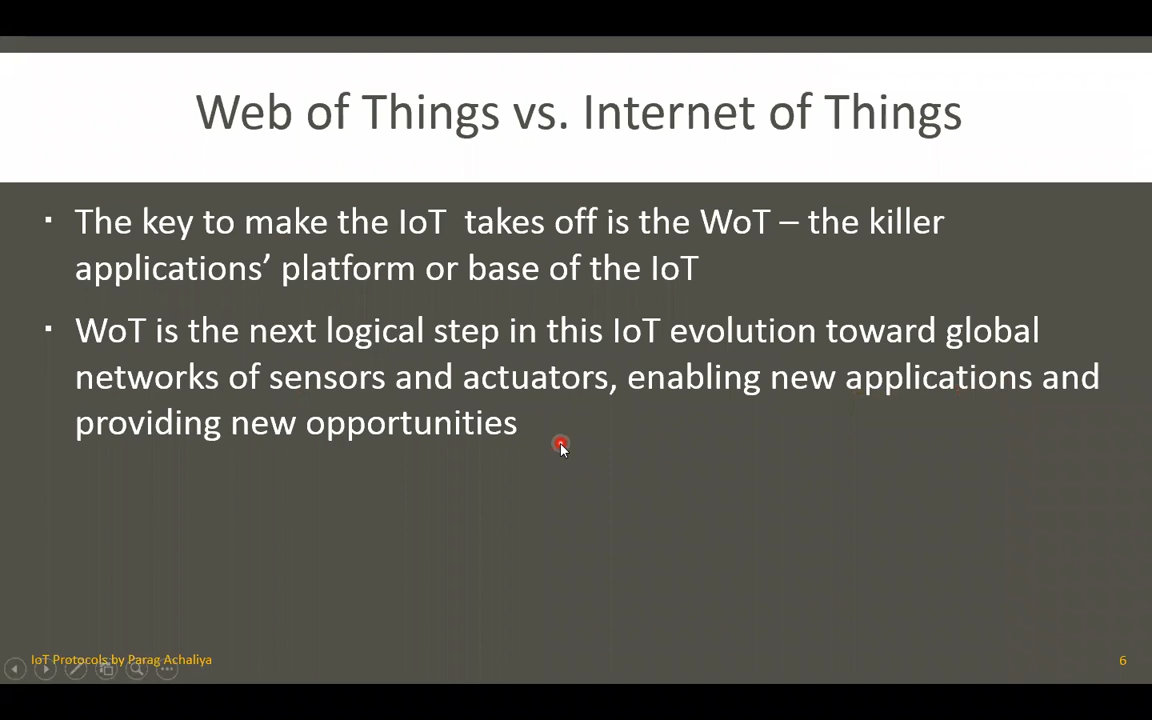 Web of Things vs. Internet of Things
▪ The key to make the IoT  takes off is the WoT – the killer
applications’ platform or base of the IoT
▪ WoT is the next logical step in this IoT evolution toward global
networks of sensors and actuators, enabling new applications and
providing new opportunities
IoT Protocols by Parag Achaliya
6